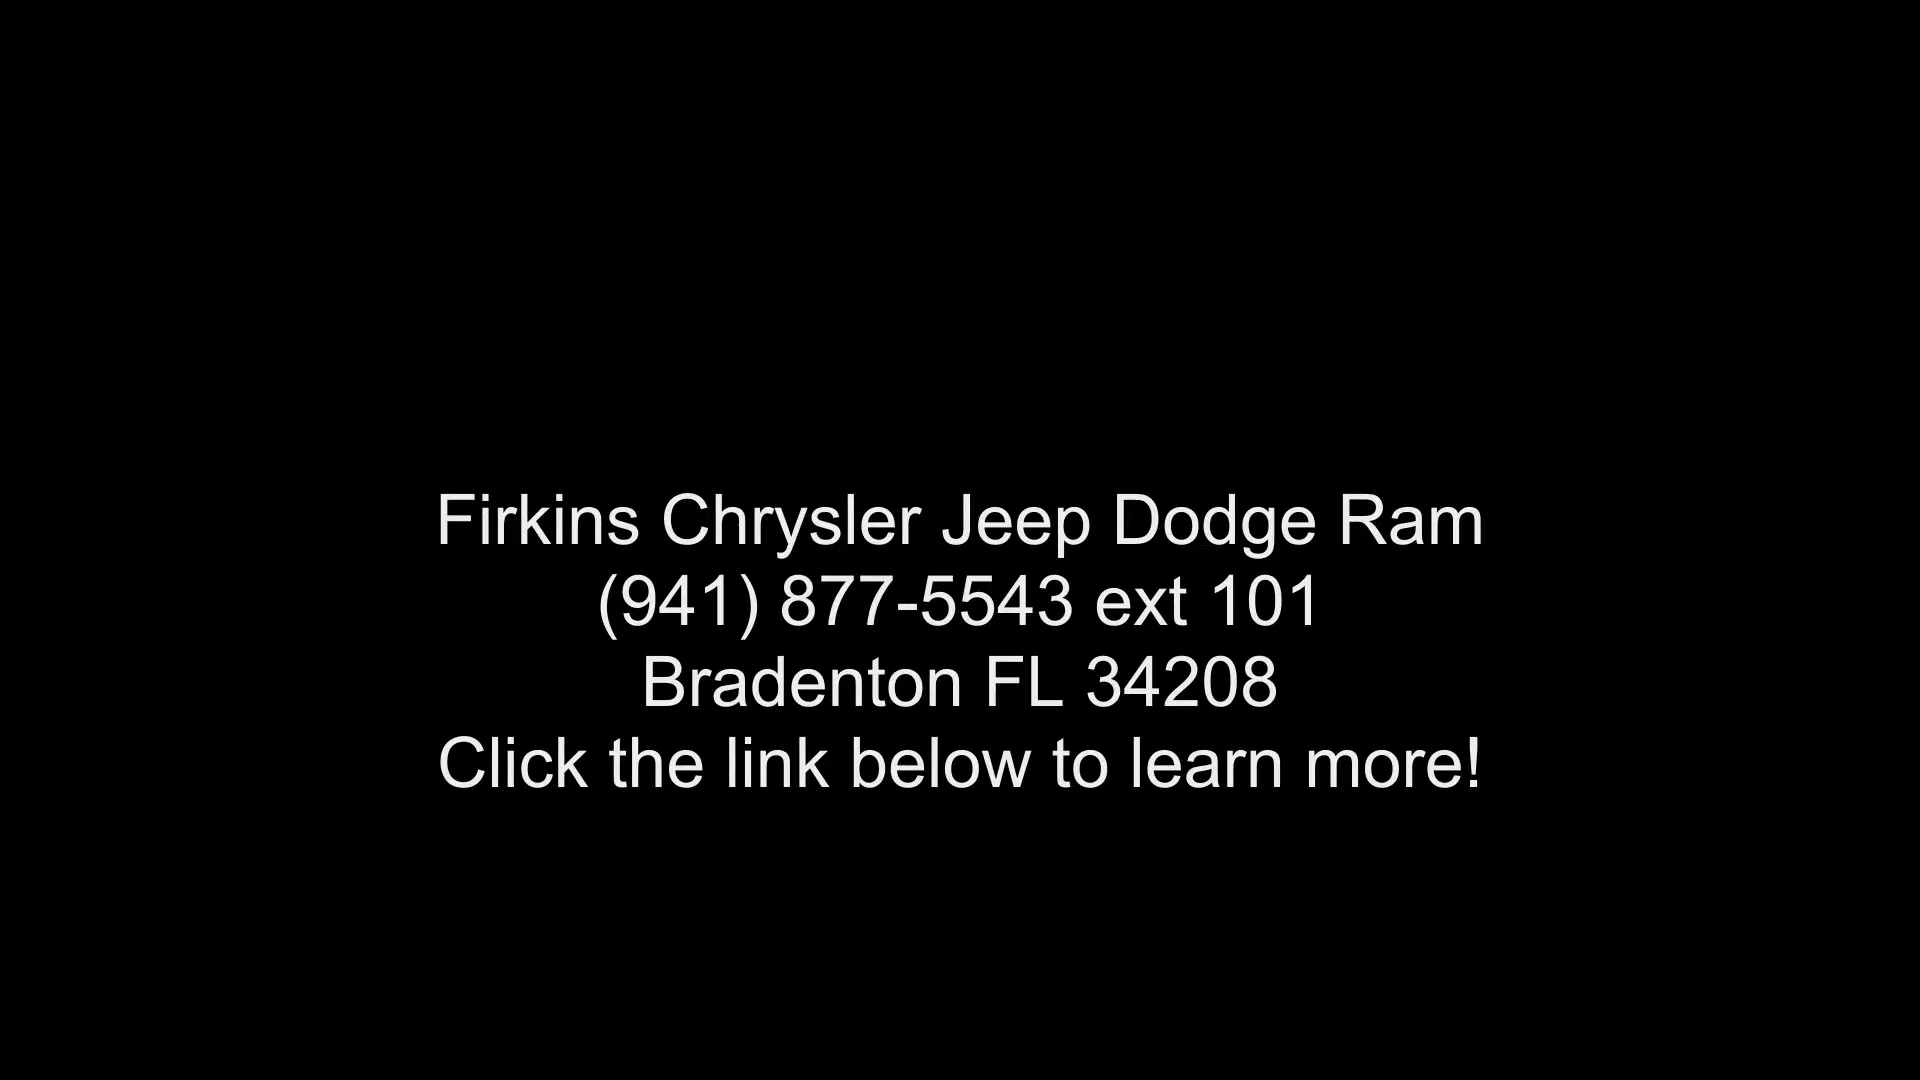 Firkins Chrysler Jeep Dodge Ram
(941) 877-5543 ext 101
Bradenton FL 34208
Click the link below to learn more!